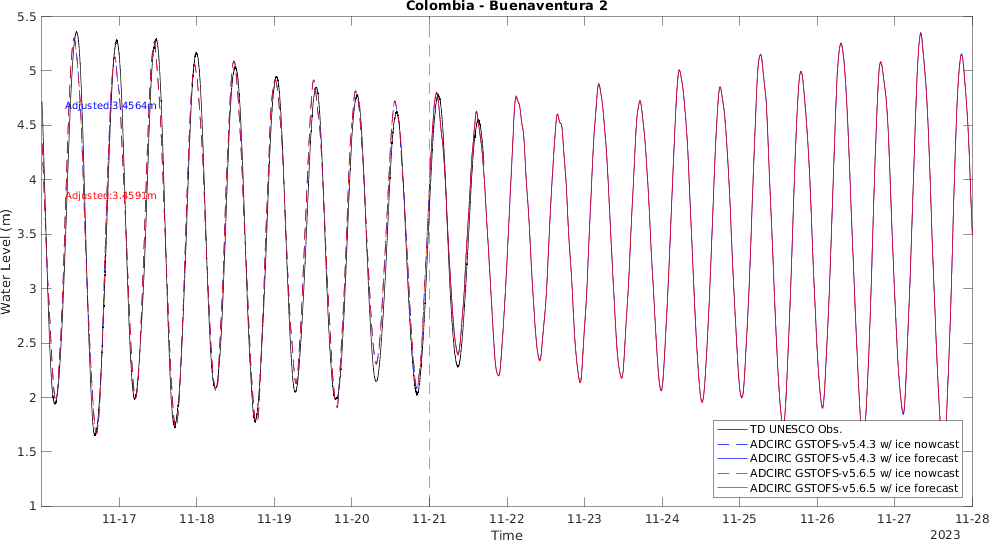 Colombia - Buenaventura 2
5.5
5
4.5
4
3.5
3
2.5
2
1.5
1
Water Level (m)
Adjusted:3.4564m
Adjusted:3.4591m
TD UNESCO Obs.
ADCIRC GSTOFS-v5.4.3 w/ ice nowcast
ADCIRC GSTOFS-v5.4.3 w/ ice forecast
ADCIRC GSTOFS-v5.6.5 w/ ice nowcast
ADCIRC GSTOFS-v5.6.5 w/ ice forecast
11-17 11-18 11-19 11-20 11-21 11-22 11-23 11-24 11-25 11-26 11-27 11-28
Time
2023